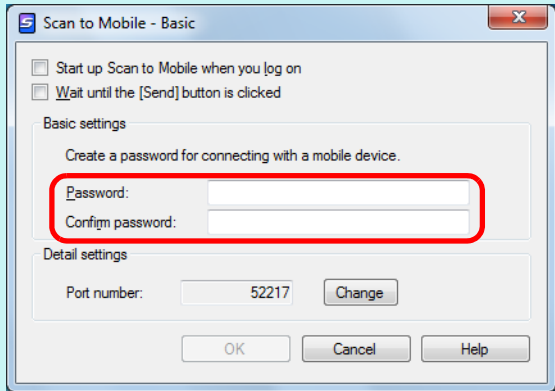 Scan to Mobile - Basic
Start up Scan to Mobile when you log on
Wait until the [Send] button is clicked
Basic settings
Create a password for connecting with a mobile device.
Password:
Confirm password:
Detail settings
Port number: 52217 Change
OK Cancel Help